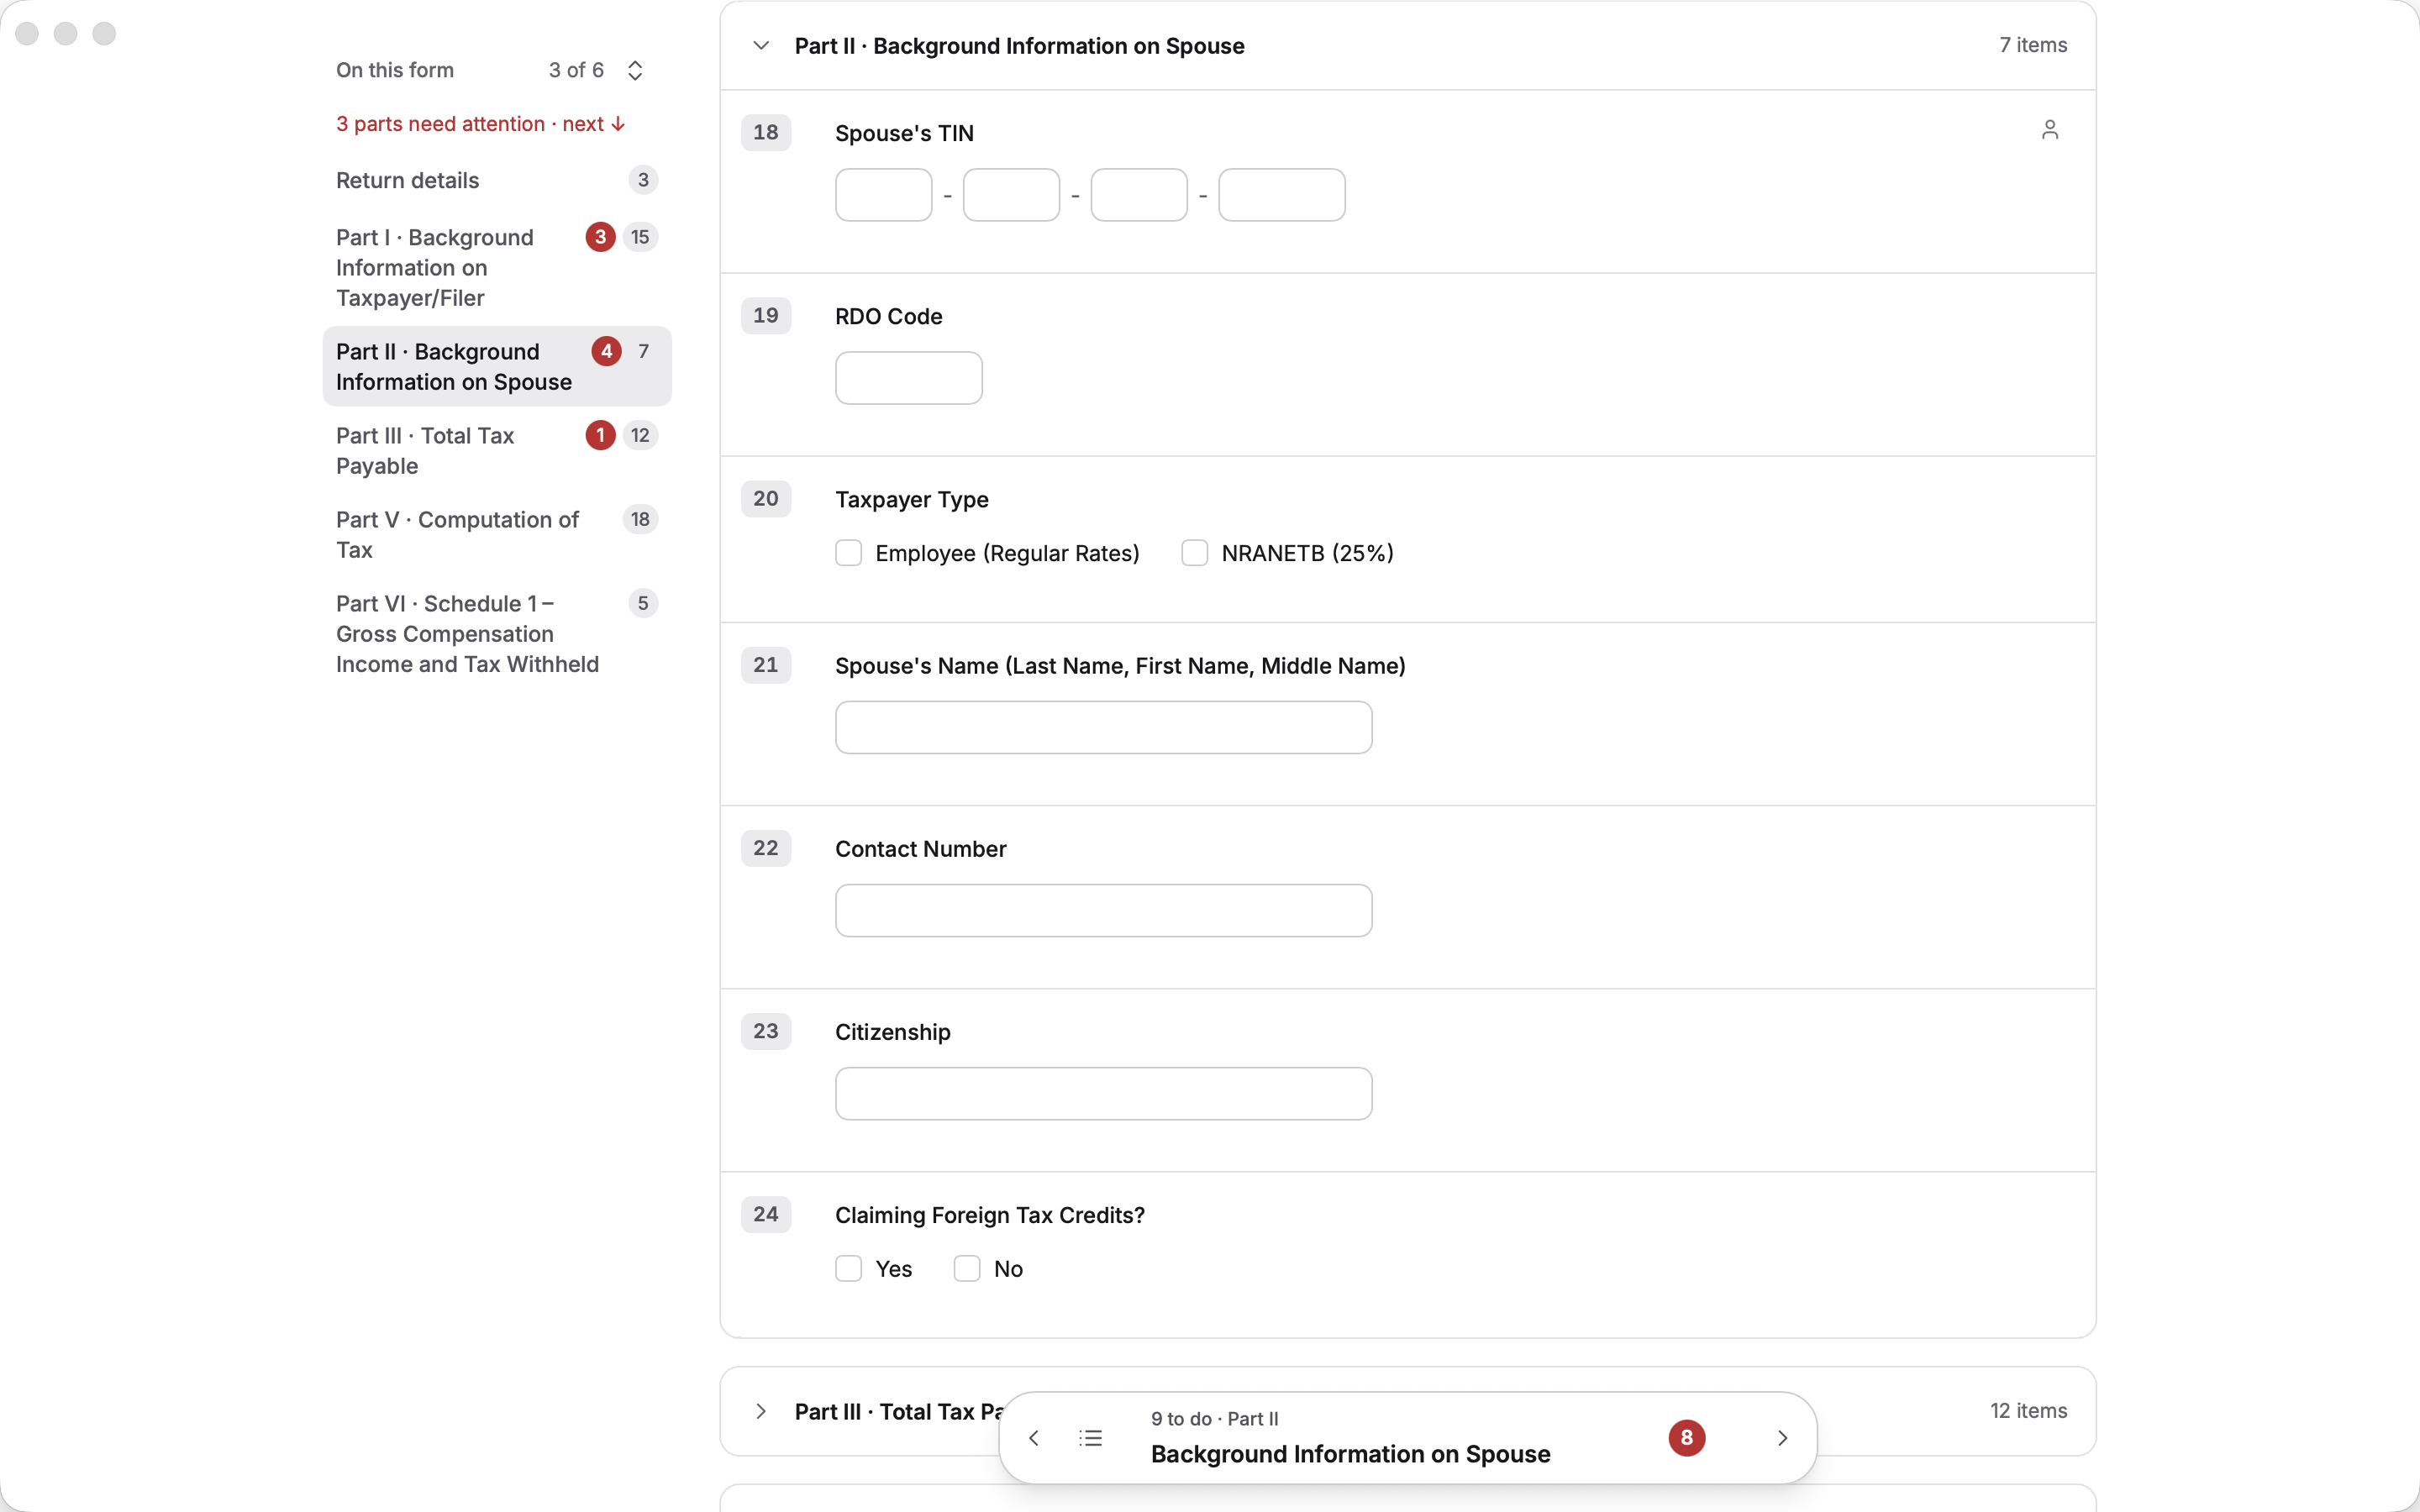 On this form 3 of 6
3 parts need attention · next ↓
Return details 3
Part I · Background 3 15
Information on
Taxpayer/Filer
Part II · Background 4 7
Information on Spouse
Part III · Total Tax 1 12
Payable
Part V · Computation of 18
Tax
Part VI · Schedule 1 – 5
Gross Compensation
Income and Tax Withheld
Part II · Background Information on Spouse 7 items
18 Spouse's TIN
- - -
19 RDO Code
20 Taxpayer Type
Employee (Regular Rates) NRANETB (25%)
21 Spouse's Name (Last Name, First Name, Middle Name)
22 Contact Number
23 Citizenship
24 Claiming Foreign Tax Credits?
Yes No
Part III · Total Tax 12 items
9 to do · Part II
Background Information on Spouse 8